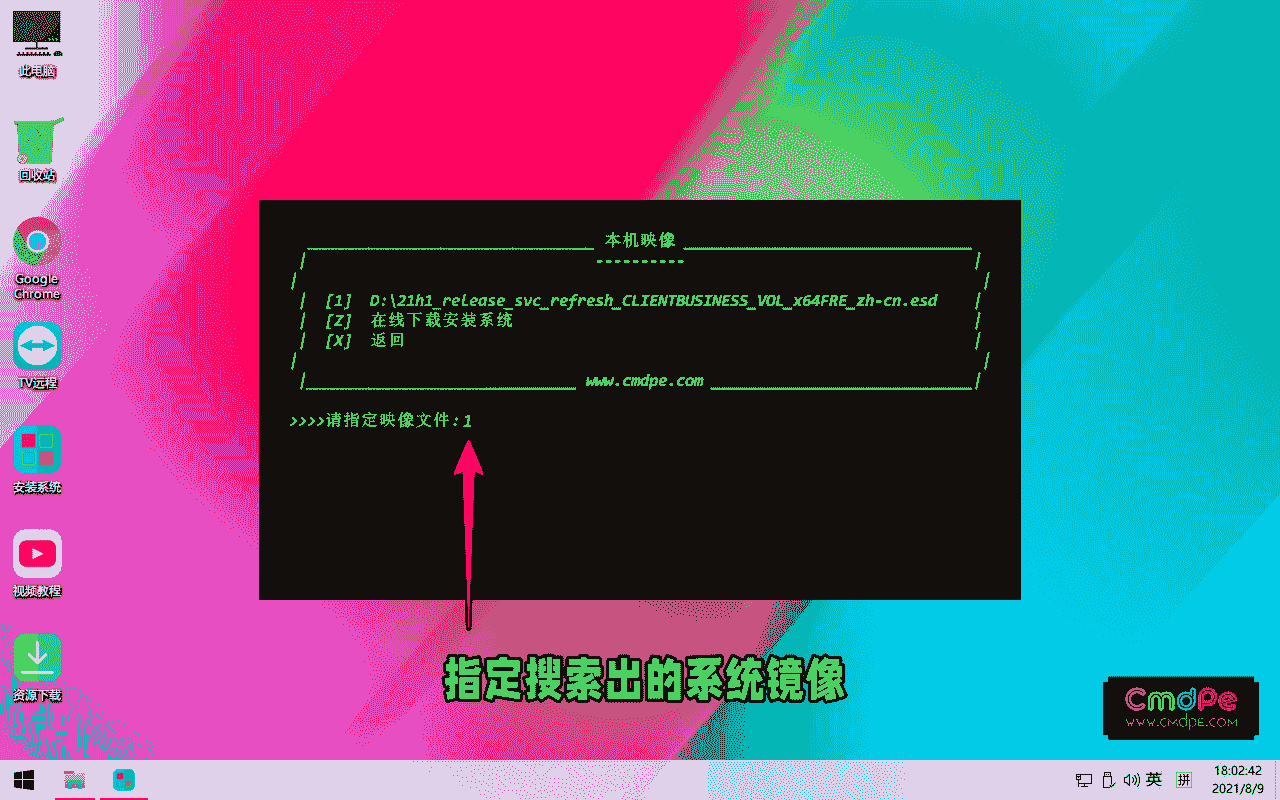 此电脑
回收站
Google
Chrome
TV远程
安装系统
视频教程
资源下载
本机映像
----------
[1] D:\21h1_release_svc_refresh_CLIENTBUSINESS_VOL_x64FRE_zh-cn.esd
[Z] 在线下载安装系统
[X] 返回
www.cmdpe.com
>>>>请指定映像文件:1
指定搜索出的系统镜像
CmdPe
WWW.CMDPE.COM
英
拼
18:02:42
2021/8/9